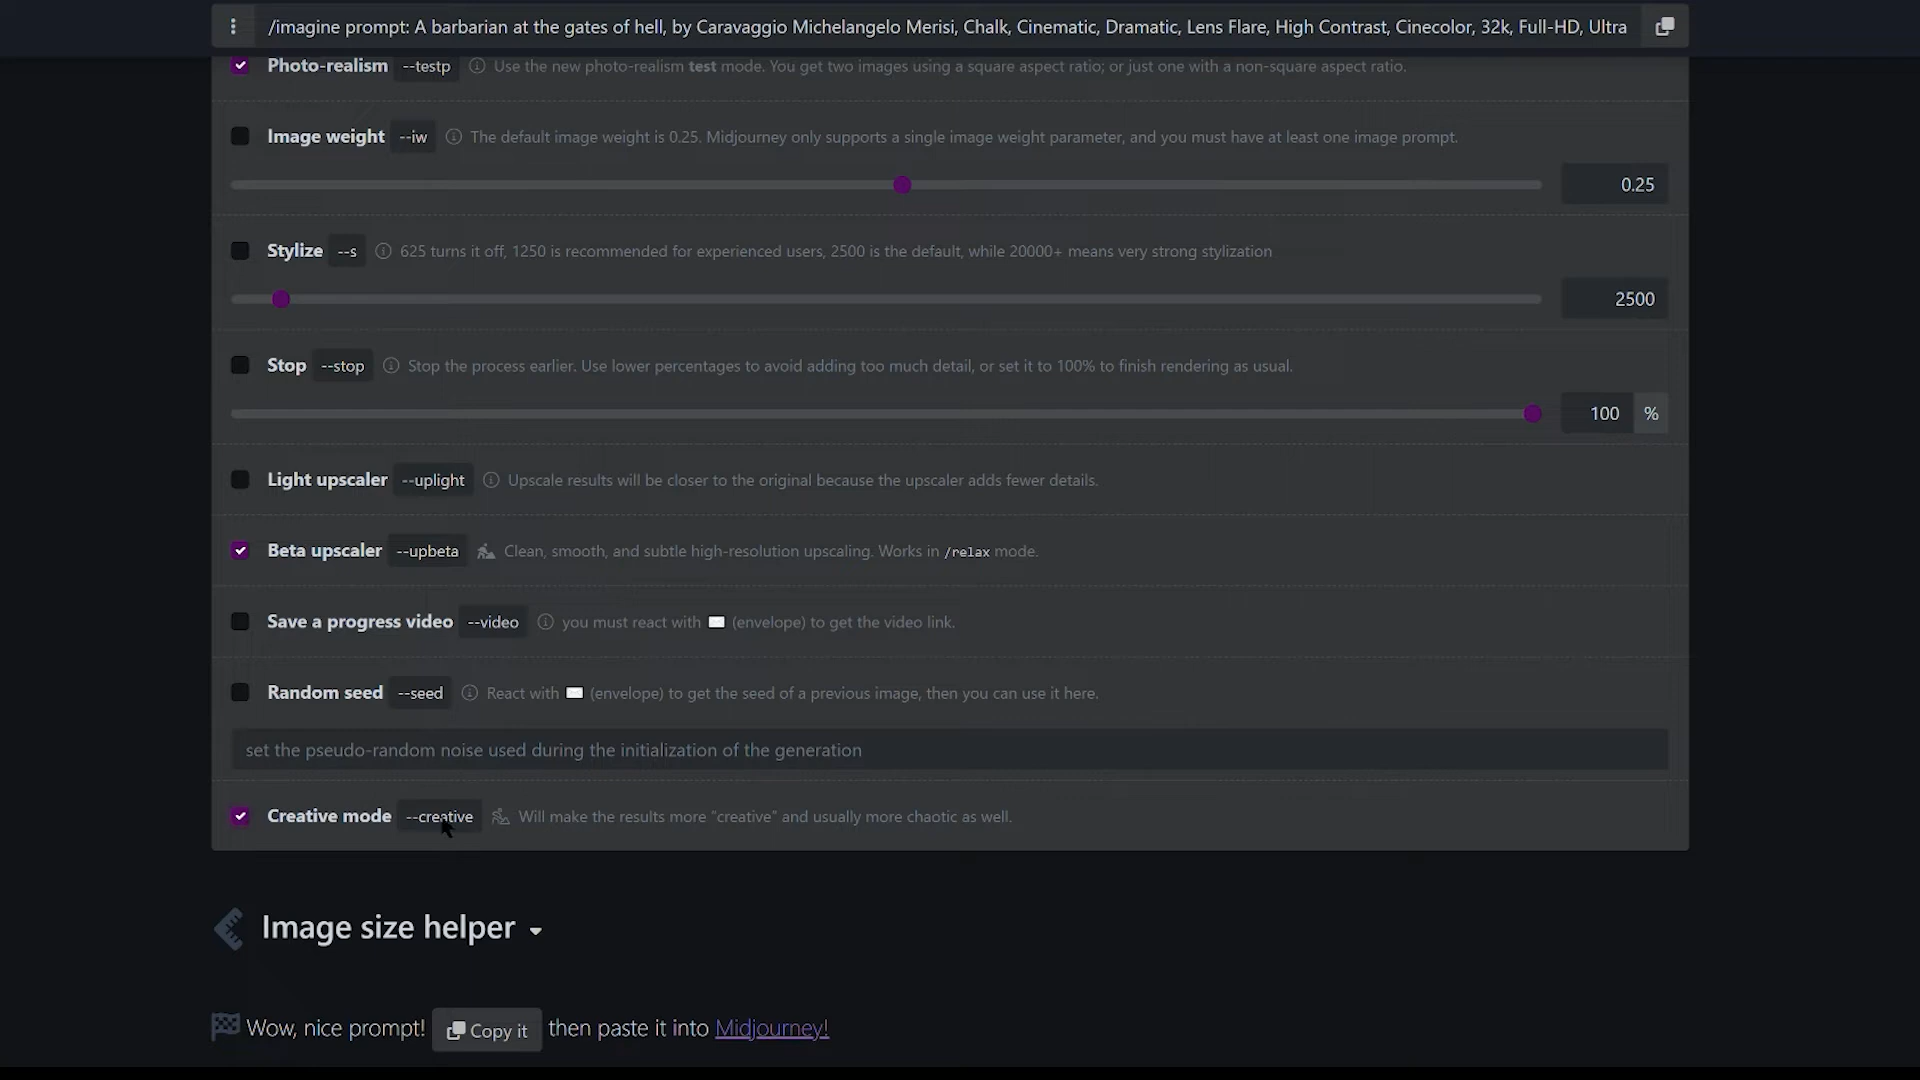 /imagine prompt: A barbarian at the gates of hell, by Caravaggio Michelangelo Merisi, Chalk, Cinematic, Dramatic, Lens Flare, High Contrast, Cinecolor, 32k, Full-HD, Ultra
Photo-realism --testp Use the new photo-realism test mode. You get two images using a square aspect ratio; or just one with a non-square aspect ratio.
Image weight --iw The default image weight is 0.25. Midjourney only supports a single image weight parameter, and you must have at least one image prompt.
0.25
Stylize --s 625 turns it off, 1250 is recommended for experienced users, 2500 is the default, while 20000+ means very strong stylization
2500
Stop --stop Stop the process earlier. Use lower percentages to avoid adding too much detail, or set it to 100% to finish rendering as usual.
100 %
Light upscaler --uplight Upscale results will be closer to the original because the upscaler adds fewer details.
Beta upscaler --upbeta Clean, smooth, and subtle high-resolution upscaling. Works in /relax mode.
Save a progress video --video you must react with ✉️ (envelope) to get the video link.
Random seed --seed React with ✉️ (envelope) to get the seed of a previous image, then you can use it here.
set the pseudo-random noise used during the initialization of the generation
Creative mode --creative Will make the results more "creative" and usually more chaotic as well.
Image size helper
Wow, nice prompt! Copy it then paste it into Midjourney!